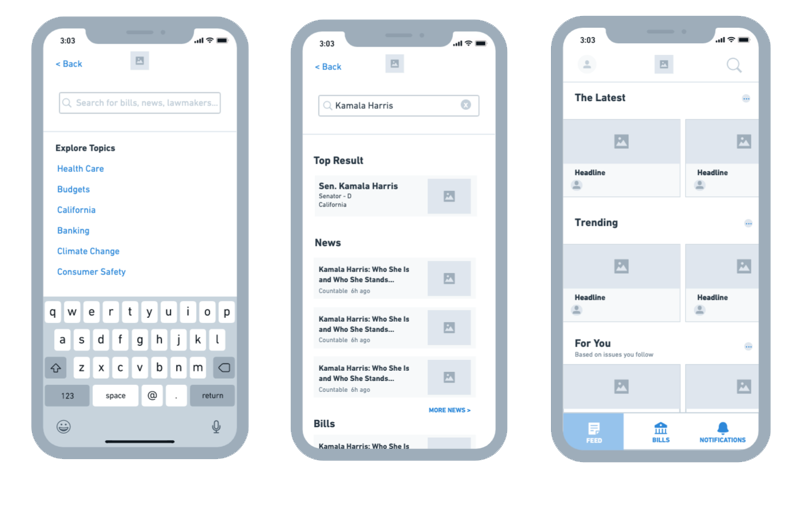 3:03
< Back
Search for bills, news, lawmakers...
Explore Topics
Health Care
Budgets
California
Banking
Climate Change
Consumer Safety
q w e r t y u i o p
a s d f g h j k l
z x c v b n m
123 space @ . return
3:03
< Back
Kamala Harris
Top Result
Sen. Kamala Harris
Senator - D
California
News
Kamala Harris: Who She Is
and Who She Stands...
Countable 6h ago
Kamala Harris: Who She Is
and Who She Stands...
Countable 6h ago
Kamala Harris: Who She Is
and Who She Stands...
Countable 6h ago
MORE NEWS >
Bills
Kamala Harris: Who She Is
3:03
The Latest
Headline
Headline
Trending
Headline
Headline
For You
Based on issues you follow
FEED
BILLS
NOTIFICATIONS